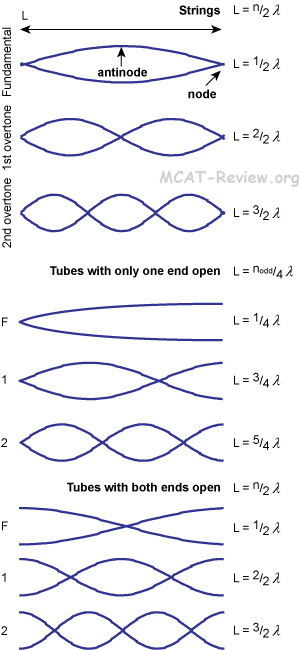 L
Strings
L = n/2 λ
Fundamental
antinode
node
L = 1/2 λ
1st overtone
L = 2/2 λ
MCAT-Review.org
2nd overtone
L = 3/2 λ
Tubes with only one end open
L = nodd/4 λ
F
L = 1/4 λ
1
L = 3/4 λ
2
L = 5/4 λ
Tubes with both ends open
L = n/2 λ
F
L = 1/2 λ
1
L = 2/2 λ
2
L = 3/2 λ